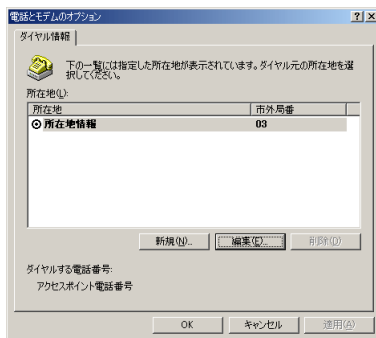 電話とモデムのオプション
ダイヤル情報
下の一覧には指定した所在地が表示されています。ダイヤル元の所在地を選
択してください。
所在地(L):
所在地 市外局番
所在地情報 03
新規(N)... 編集(E)... 削除(D)
ダイヤルする電話番号:
アクセスポイント電話番号
OK キャンセル 適用(A)